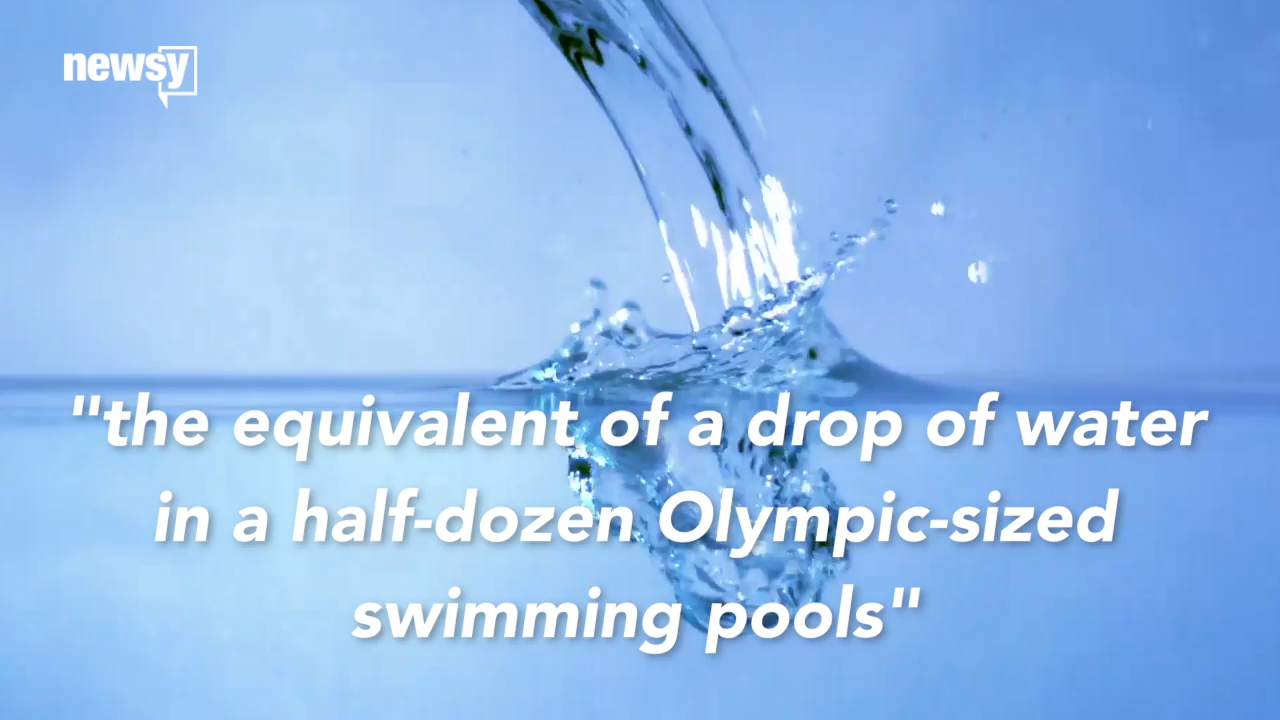 newsy
"the equivalent of a drop of water
in a half-dozen Olympic-sized
swimming pools"